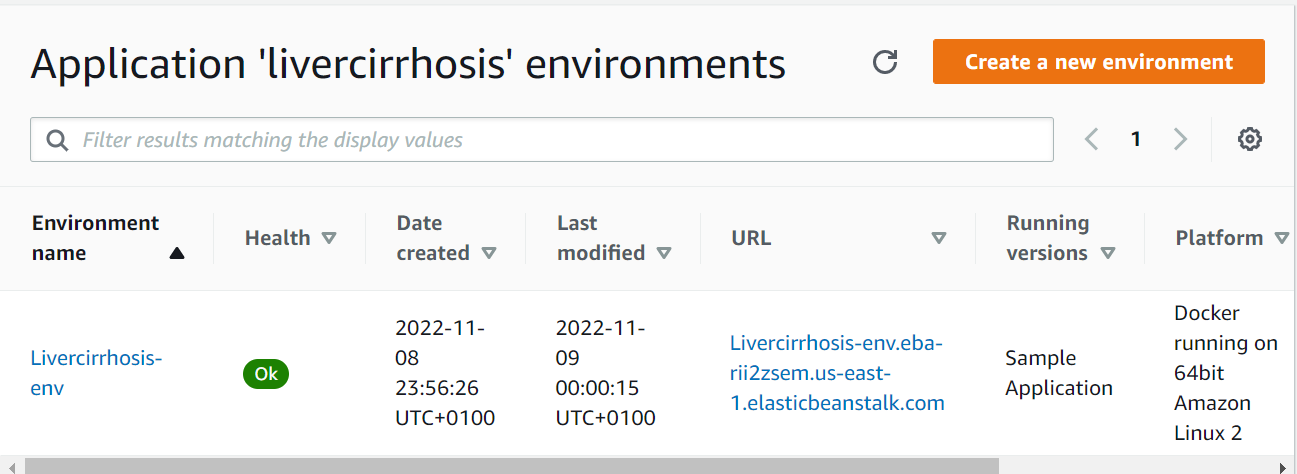 Application 'livercirrhosis' environments
Create a new environment
Filter results matching the display values
1
Environment
name
Health
Date
created
Last
modified
URL
Running
versions
Platform
Livercirrhosis-
env
Ok
2022-11-
08
23:56:26
UTC+0100
2022-11-
09
00:00:15
UTC+0100
Livercirrhosis-env.eba-
rii2zsem.us-east-
1.elasticbeanstalk.com
Sample
Application
Docker
running on
64bit
Amazon
Linux 2